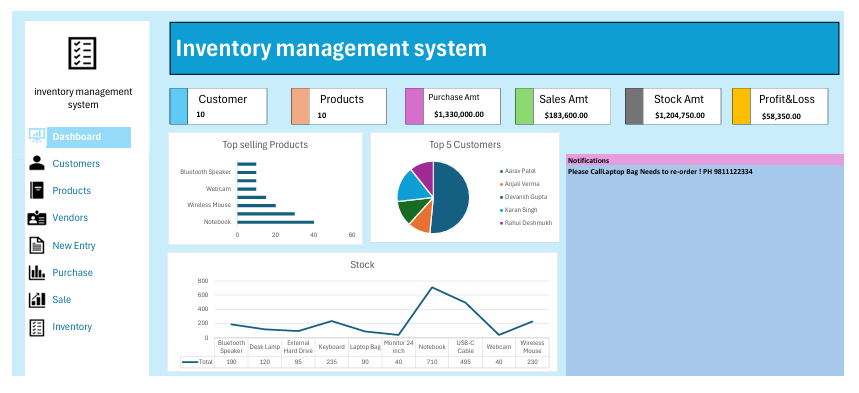 Inventory management system
inventory management
system
Dashboard
Customers
Products
Vendors
New Entry
Purchase
Sale
Inventory
Customer
10
Products
10
Purchase Amt
$1,330,000.00
Sales Amt
$183,600.00
Stock Amt
$1,204,750.00
Profit&Loss
$58,350.00
Top selling Products
Bluetooth Speaker
Webcam
Wireless Mouse
Notebook
0 20 40 60
Top 5 Customers
Aarav Patel
Anjali Verma
Devansh Gupta
Karan Singh
Rahul Deshmukh
Notifications
Please CallLaptop Bag Needs to re-order ! PH 9811122334
Stock
800
600
400
200
0
Bluetooth Speaker Desk Lamp External Hard Drive Keyboard Laptop Bag Monitor 24 inch Notebook USB-C Cable Webcam Wireless Mouse
Total 190 120 95 235 90 40 710 495 40 230